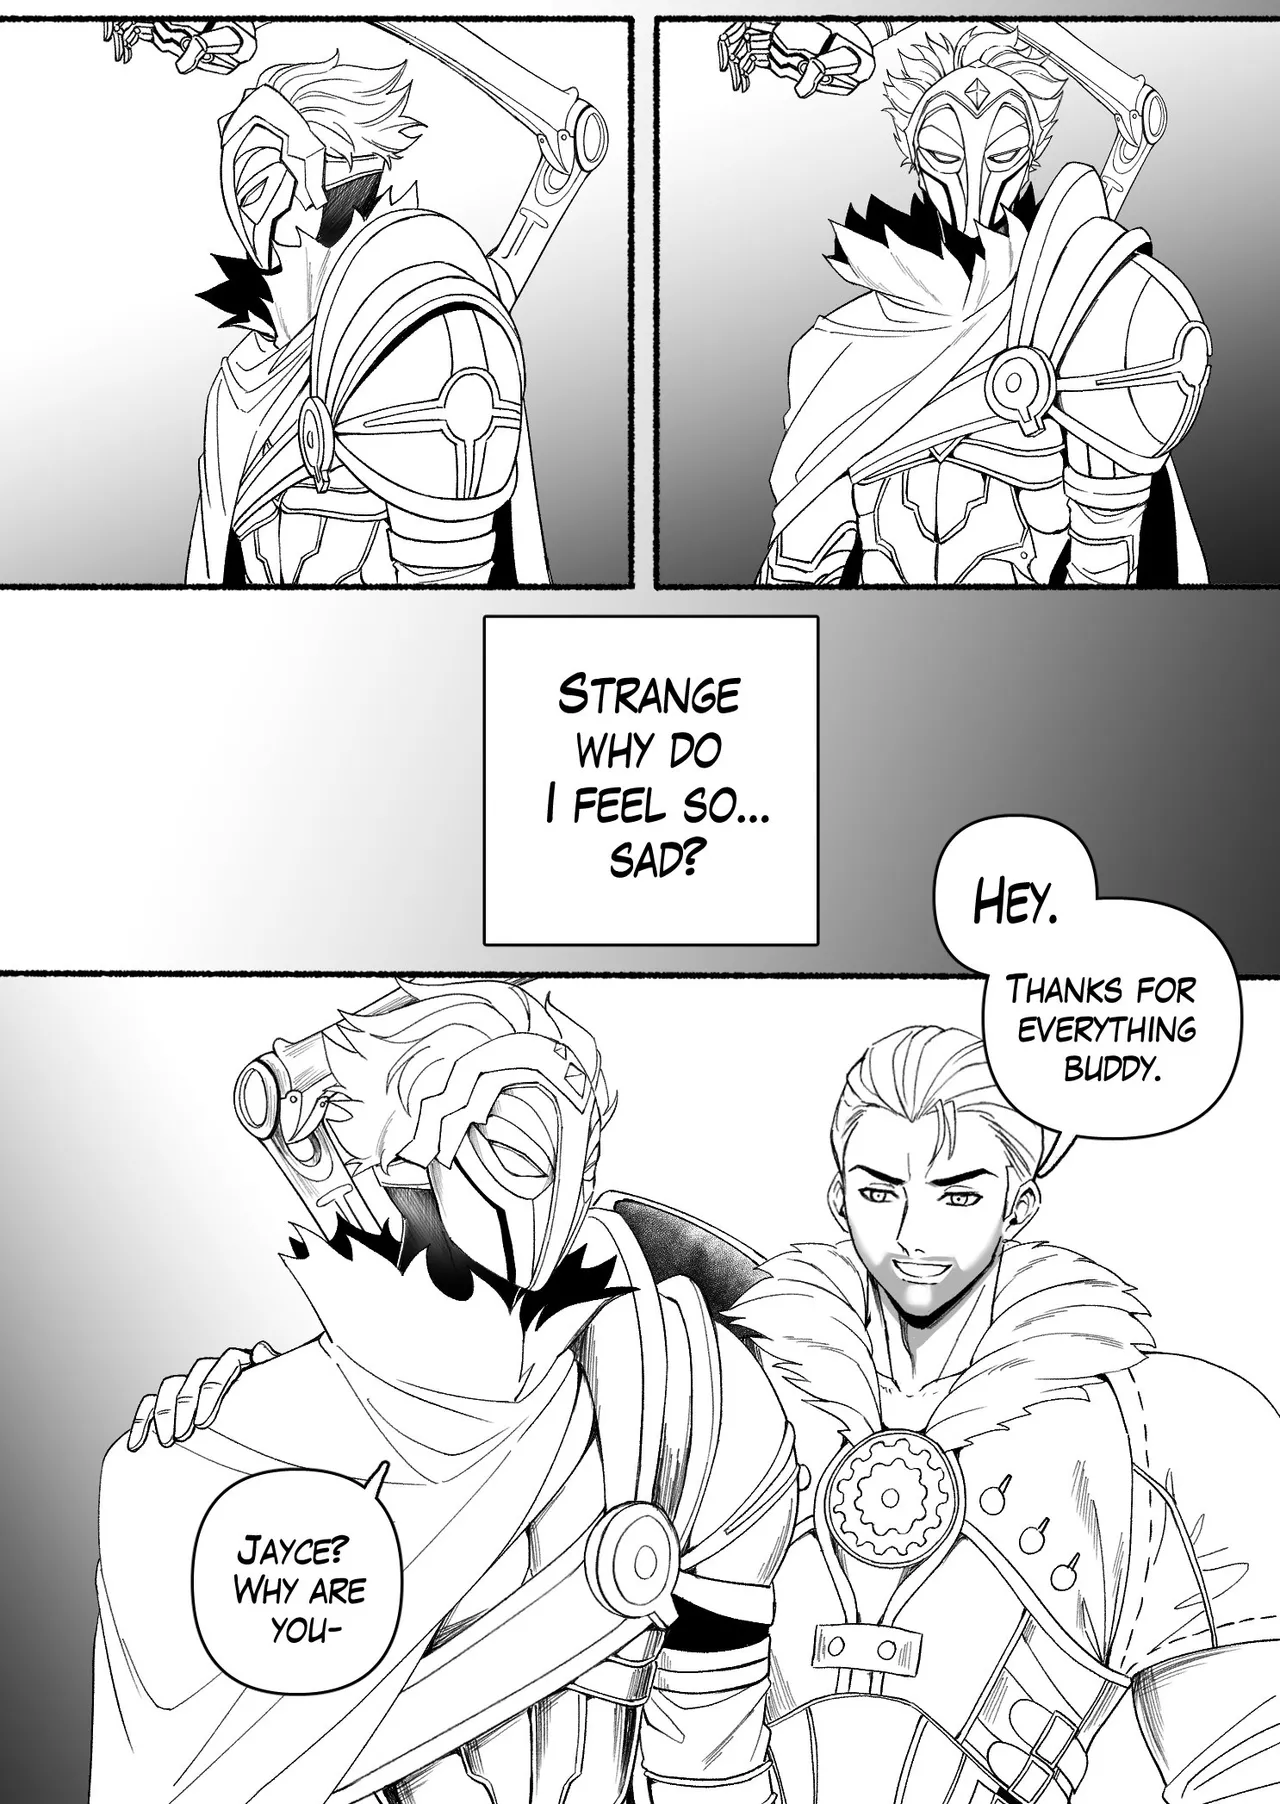 STRANGE
WHY DO
I FEEL SO...
SAD?
HEY.
THANKS FOR
EVERYTHING
BUDDY.
JAYCE?
WHY ARE
YOU-